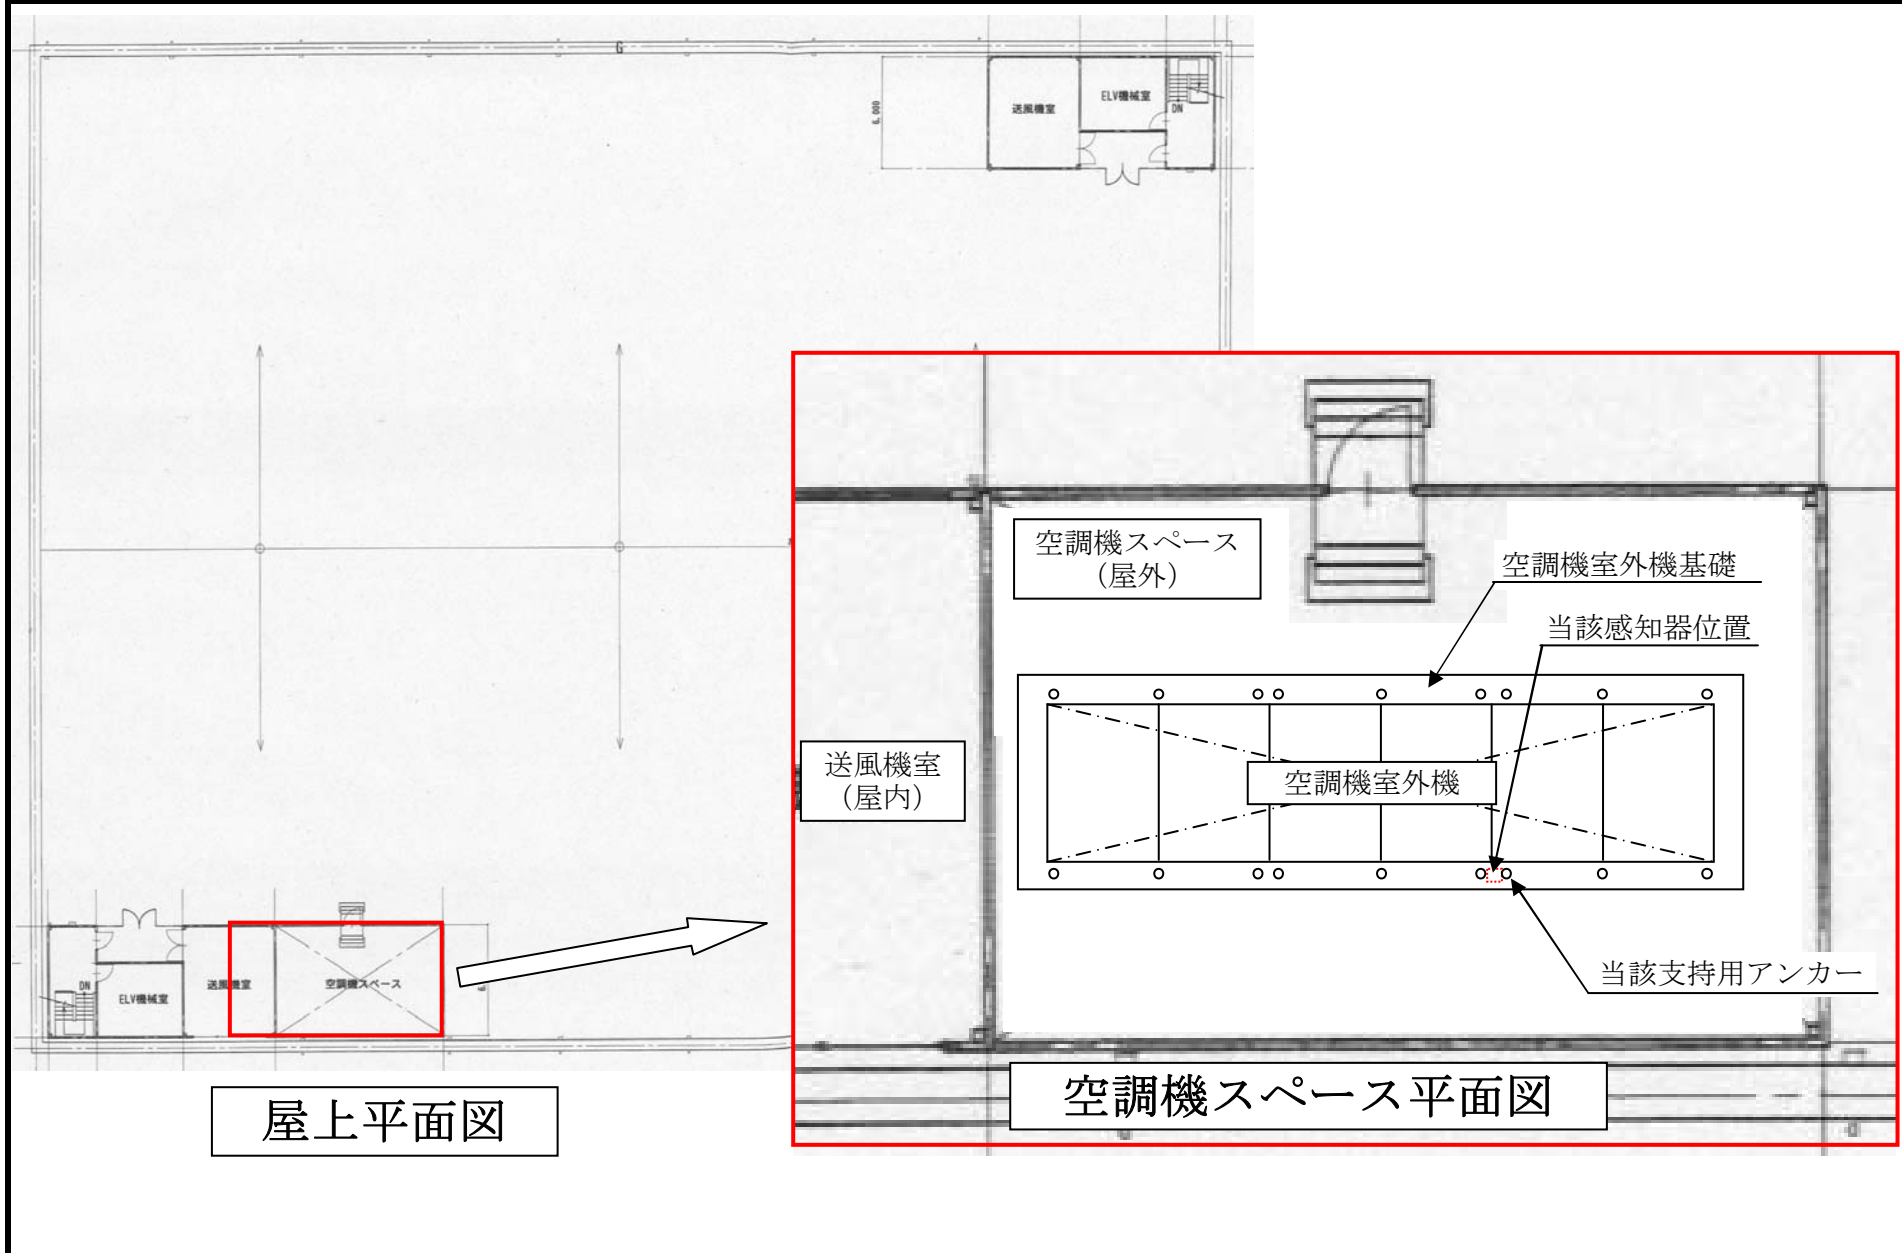 G
送風機室
ELV機械室
DN
6,000
空調機スペース
(屋外)
空調機室外機基礎
当該感知器位置
送風機室
(屋内)
空調機室外機
当該支持用アンカー
DN
ELV機械室
送風機室
空調機スペース
屋上平面図
空調機スペース平面図